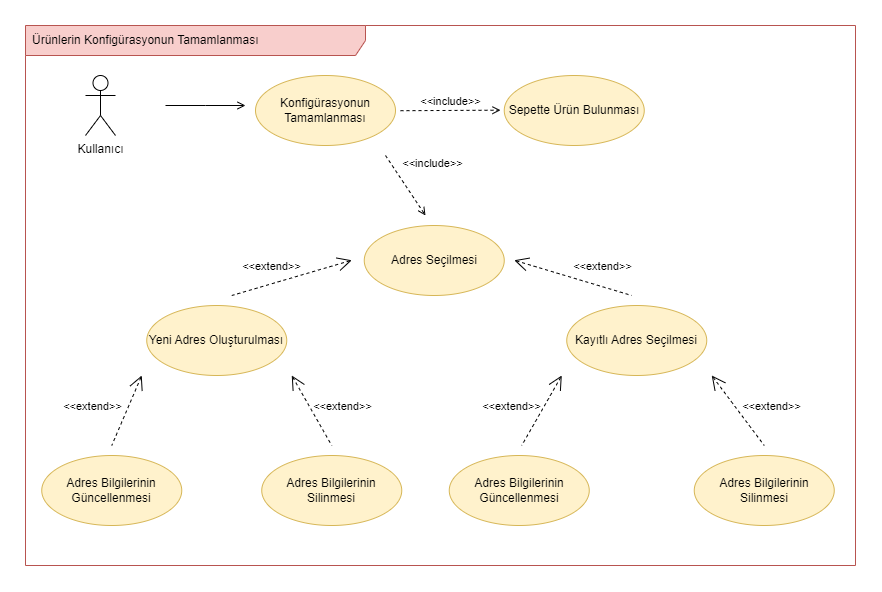 Ürünlerin Konfigürasyonun Tamamlanması
Kullanıcı
Konfigürasyonun
Tamamlanması
<<include>>
Sepette Ürün Bulunması
<<include>>
Adres Seçilmesi
<<extend>>
<<extend>>
Yeni Adres Oluşturulması
Kayıtlı Adres Seçilmesi
<<extend>>
<<extend>>
<<extend>>
<<extend>>
Adres Bilgilerinin
Güncellenmesi
Adres Bilgilerinin
Silinmesi
Adres Bilgilerinin
Güncellenmesi
Adres Bilgilerinin
Silinmesi